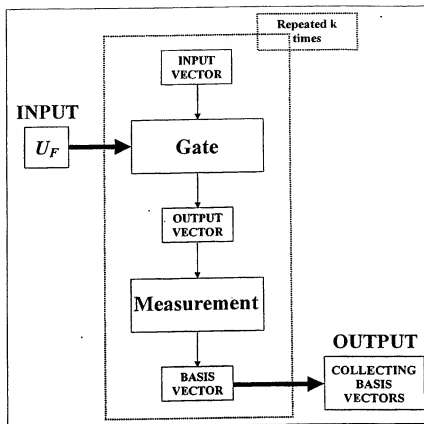 Repeated k
times
INPUT
VECTOR
INPUT
U_F
Gate
OUTPUT
VECTOR
Measurement
OUTPUT
BASIS
VECTOR
COLLECTING
BASIS
VECTORS